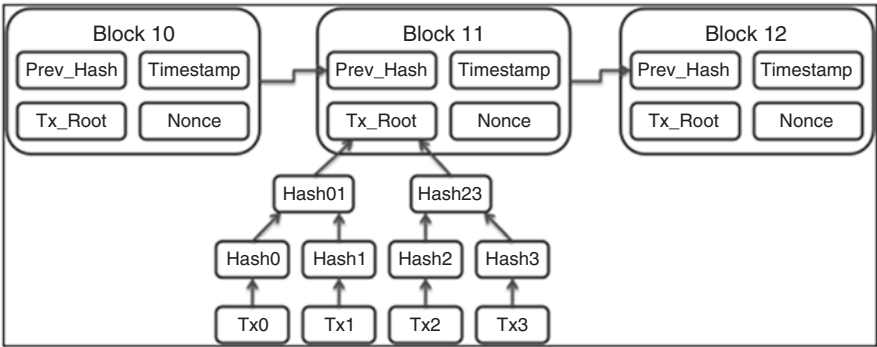 Block 10 Block 11 Block 12
Prev_Hash Timestamp Prev_Hash Timestamp Prev_Hash Timestamp
Tx_Root Nonce Tx_Root Nonce Tx_Root Nonce
Hash01 Hash23
Hash0 Hash1 Hash2 Hash3
Tx0 Tx1 Tx2 Tx3